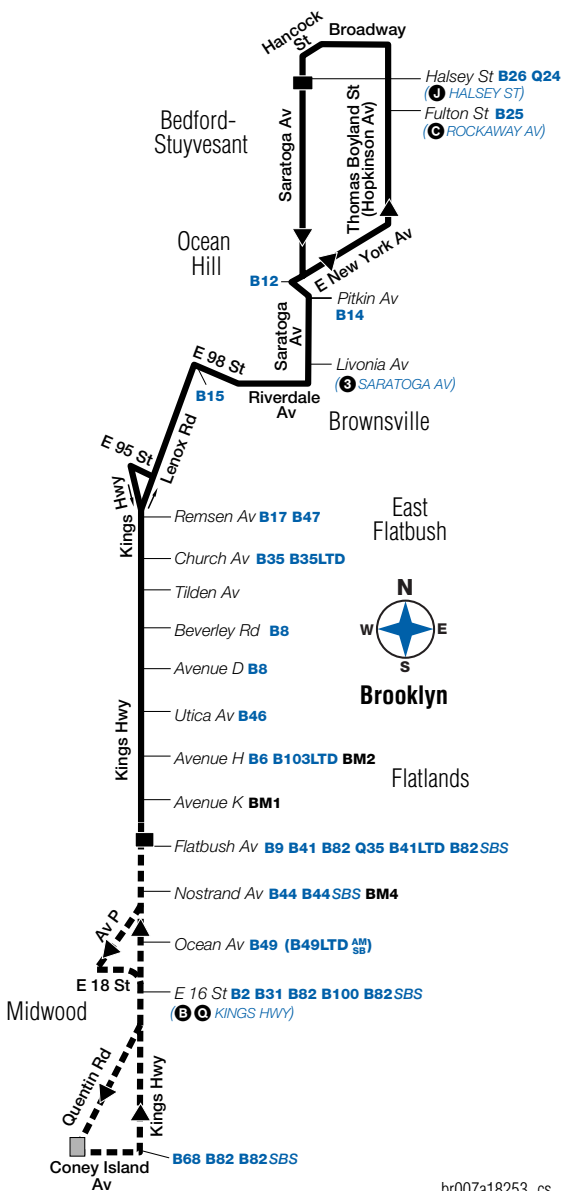 Hancock
St
Broadway
Halsey St B26 Q24
(J HALSEY ST)
Fulton St B25
(C ROCKAWAY AV)
Bedford-
Stuyvesant
Saratoga Av
Thomas Boyland St
(Hopkinson Av)
Ocean
Hill
E New York Av
B12
Pitkin Av
B14
Saratoga
Av
E 98 St
Livonia Av
(3 SARATOGA AV)
B15
Riverdale
Av
Brownsville
Lenox Rd
E 95 St
Kings Hwy
Remsen Av B17 B47
East
Flatbush
Church Av B35 B35LTD
Tilden Av
N
W E
S
Beverley Rd B8
Avenue D B8
Brooklyn
Utica Av B46
Kings Hwy
Avenue H B6 B103LTD BM2
Flatlands
Avenue K BM1
Flatbush Av B9 B41 B82 Q35 B41LTD B82SBS
Nostrand Av B44 B44SBS BM4
Av P
Ocean Av B49 (B49LTD AM SB)
E 18 St
E 16 St B2 B31 B82 B100 B82SBS
(B Q KINGS HWY)
Midwood
Quentin Rd
Kings Hwy
B68 B82 B82SBS
Coney Island
Av
br007a18253_cs